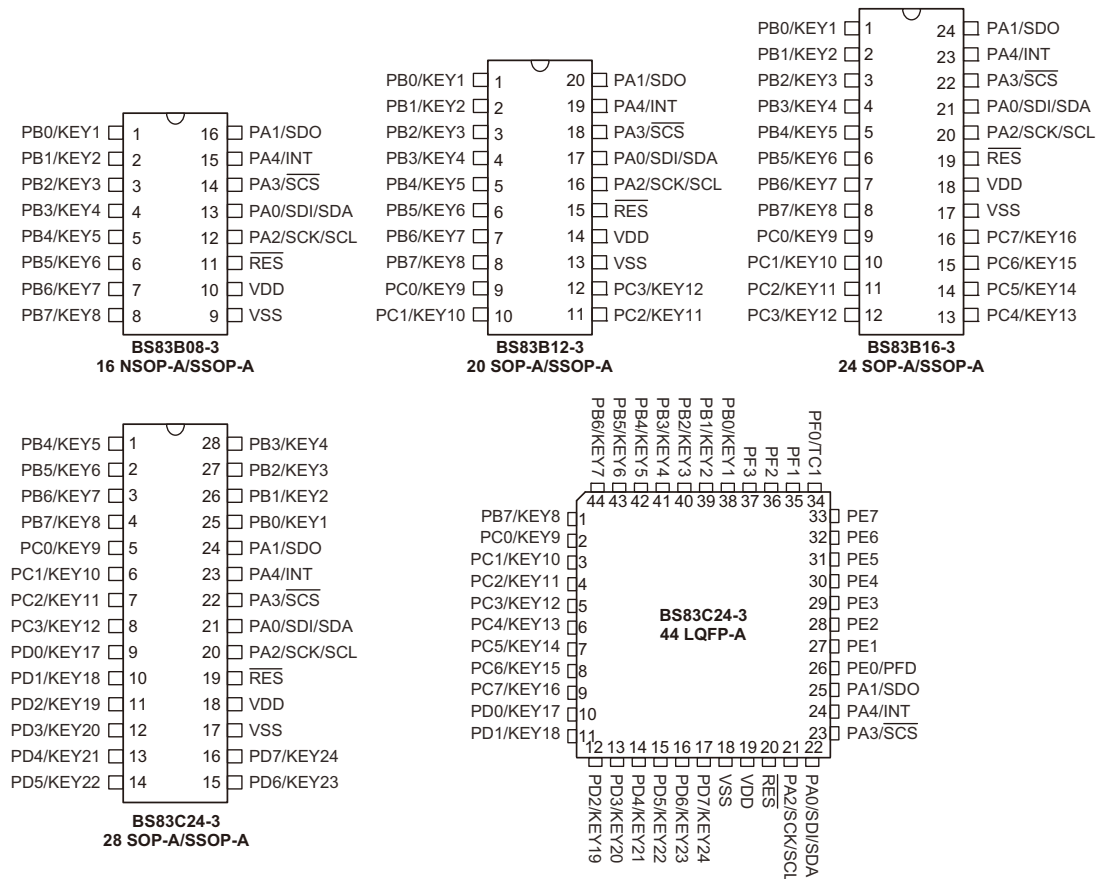 PB0/KEY1 1 16 PA1/SDO
PB1/KEY2 2 15 PA4/INT
PB2/KEY3 3 14 PA3/SCS
PB3/KEY4 4 13 PA0/SDI/SDA
PB4/KEY5 5 12 PA2/SCK/SCL
PB5/KEY6 6 11 RES
PB6/KEY7 7 10 VDD
PB7/KEY8 8 9 VSS
BS83B08-3
16 NSOP-A/SSOP-A
PB0/KEY1 1 20 PA1/SDO
PB1/KEY2 2 19 PA4/INT
PB2/KEY3 3 18 PA3/SCS
PB3/KEY4 4 17 PA0/SDI/SDA
PB4/KEY5 5 16 PA2/SCK/SCL
PB5/KEY6 6 15 RES
PB6/KEY7 7 14 VDD
PB7/KEY8 8 13 VSS
PC0/KEY9 9 12 PC3/KEY12
PC1/KEY10 10 11 PC2/KEY11
BS83B12-3
20 SOP-A/SSOP-A
PB0/KEY1 1 24 PA1/SDO
PB1/KEY2 2 23 PA4/INT
PB2/KEY3 3 22 PA3/SCS
PB3/KEY4 4 21 PA0/SDI/SDA
PB4/KEY5 5 20 PA2/SCK/SCL
PB5/KEY6 6 19 RES
PB6/KEY7 7 18 VDD
PB7/KEY8 8 17 VSS
PC0/KEY9 9 16 PC7/KEY16
PC1/KEY10 10 15 PC6/KEY15
PC2/KEY11 11 14 PC5/KEY14
PC3/KEY12 12 13 PC4/KEY13
BS83B16-3
24 SOP-A/SSOP-A
PB4/KEY5 1 28 PB3/KEY4
PB5/KEY6 2 27 PB2/KEY3
PB6/KEY7 3 26 PB1/KEY2
PB7/KEY8 4 25 PB0/KEY1
PC0/KEY9 5 24 PA1/SDO
PC1/KEY10 6 23 PA4/INT
PC2/KEY11 7 22 PA3/SCS
PC3/KEY12 8 21 PA0/SDI/SDA
PD0/KEY17 9 20 PA2/SCK/SCL
PD1/KEY18 10 19 RES
PD2/KEY19 11 18 VDD
PD3/KEY20 12 17 VSS
PD4/KEY21 13 16 PD7/KEY24
PD5/KEY22 14 15 PD6/KEY23
BS83C24-3
28 SOP-A/SSOP-A
PB6/KEY7 PB5/KEY6 PB4/KEY5 PB3/KEY4 PB2/KEY3 PB1/KEY2 PB0/KEY1 PF3 PF2 PF1 PF0/TC1
44 43 42 41 40 39 38 37 36 35 34
PB7/KEY8 1 33 PE7
PC0/KEY9 2 32 PE6
PC1/KEY10 3 31 PE5
PC2/KEY11 4 30 PE4
PC3/KEY12 5 29 PE3
PC4/KEY13 6 28 PE2
PC5/KEY14 7 27 PE1
PC6/KEY15 8 26 PE0/PFD
PC7/KEY16 9 25 PA1/SDO
PD0/KEY17 10 24 PA4/INT
PD1/KEY18 11 23 PA3/SCS
BS83C24-3
44 LQFP-A
12 13 14 15 16 17 18 19 20 21 22
PD2/KEY19 PD3/KEY20 PD4/KEY21 PD5/KEY22 PD6/KEY23 PD7/KEY24 VSS VDD RES PA2/SCK/SCL PA0/SDI/SDA